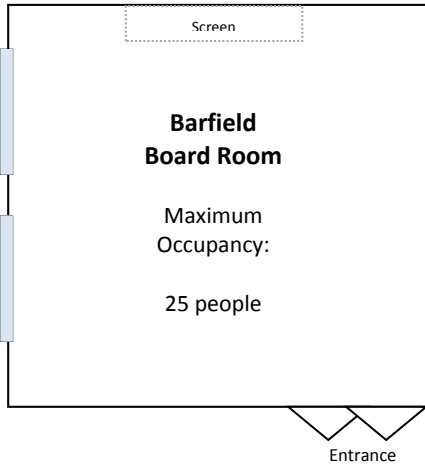 Screen
Barfield
Board Room
Maximum
Occupancy:
25 people
Entrance